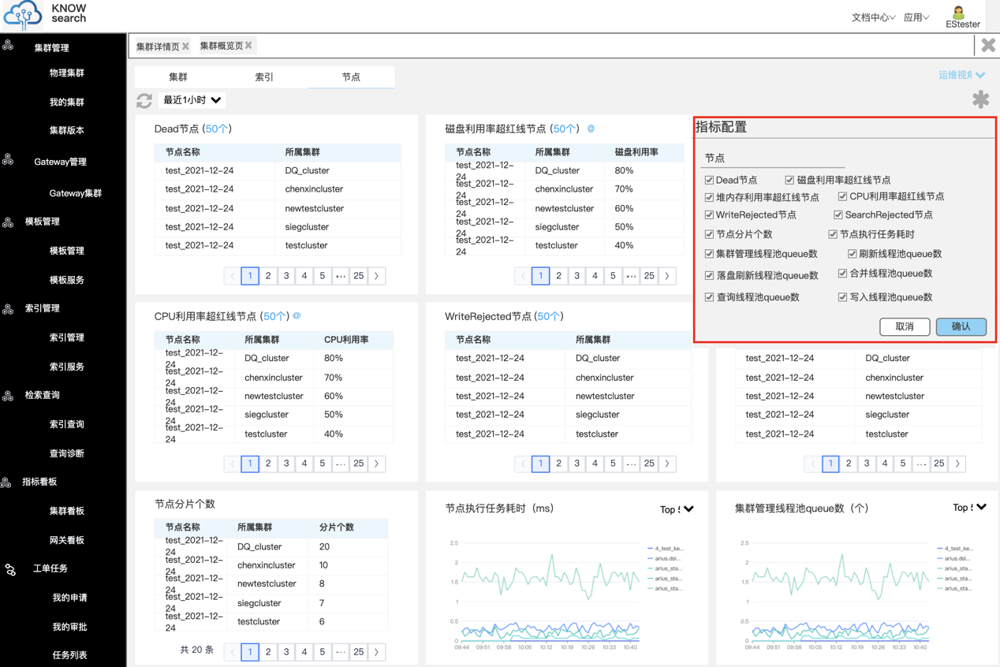 KNOW
search
文档中心 应用
EStester
集群管理
物理集群
我的集群
集群版本
Gateway管理
Gateway集群
模板管理
模板管理
模板服务
索引管理
索引管理
索引服务
检索查询
索引查询
查询诊断
指标看板
集群看板
网关看板
工单任务
我的申请
我的审批
任务列表
集群详情页 集群概览页
集群 索引 节点
运维视角
最近1小时
Dead节点 (50个)
节点名称 所属集群
test_2021-12-24 DQ_cluster
test_2021-12-24 chenxincluster
test_2021-12-24 newtestcluster
test_2021-12-24 siegcluster
test_2021-12-24 testcluster
1 2 3 4 5 ... 25
磁盘利用率超红线节点 (50个) @
节点名称 所属集群 磁盘利用率
test_2021-12-24 DQ_cluster 80%
test_2021-12-24 chenxincluster 70%
test_2021-12-24 newtestcluster 60%
test_2021-12-24 siegcluster 50%
test_2021-12-24 testcluster 40%
1 2 3 4 5 ... 25
指标配置
节点
Dead节点 磁盘利用率超红线节点
堆内存利用率超红线节点 CPU利用率超红线节点
WriteRejected节点 SearchRejected节点
节点分片个数 节点执行任务耗时
集群管理线程池queue数 刷新线程池queue数
落盘刷新线程池queue数 合并线程池queue数
查询线程池queue数 写入线程池queue数
取消 确认
CPU利用率超红线节点 (50个) @
节点名称 所属集群 CPU利用率
test_2021-12-24 DQ_cluster 80%
test_2021-12-24 chenxincluster 70%
test_2021-12-24 newtestcluster 60%
test_2021-12-24 siegcluster 50%
test_2021-12-24 testcluster 40%
1 2 3 4 5 ... 25
WriteRejected节点 (50个)
节点名称 所属集群
test_2021-12-24 DQ_cluster
test_2021-12-24 chenxincluster
test_2021-12-24 newtestcluster
test_2021-12-24 siegcluster
test_2021-12-24 testcluster
1 2 3 4 5 ... 25
test_2021-12-24 DQ_cluster
test_2021-12-24 chenxincluster
test_2021-12-24 newtestcluster
test_2021-12-24 siegcluster
test_2021-12-24 testcluster
1 2 3 4 5 ... 25
节点分片个数
节点名称 所属集群 分片个数
test_2021-12-24 DQ_cluster 20
test_2021-12-24 chenxincluster 10
test_2021-12-24 newtestcluster 8
test_2021-12-24 siegcluster 7
test_2021-12-24 testcluster 6
共 20 条 1 2 3 4 5 ... 25
节点执行任务耗时（ms） Top
2.5
2
1.5
1
0.5
0
09:44 09:51 09:58 10:05 10:12 10:19 10:26 10:33 10:40
4_test_ke...
arius.dsl...
arius_sta...
arius_sta...
arius_sta...
集群管理线程池queue数（个） Top
2.5
2
1.5
1
0.5
0
09:44 09:51 09:58 10:05 10:12 10:19 10:26 10:33 10:40
4_test_ke...
arius.dsl...
arius_sta...
arius_sta...
arius_sta...